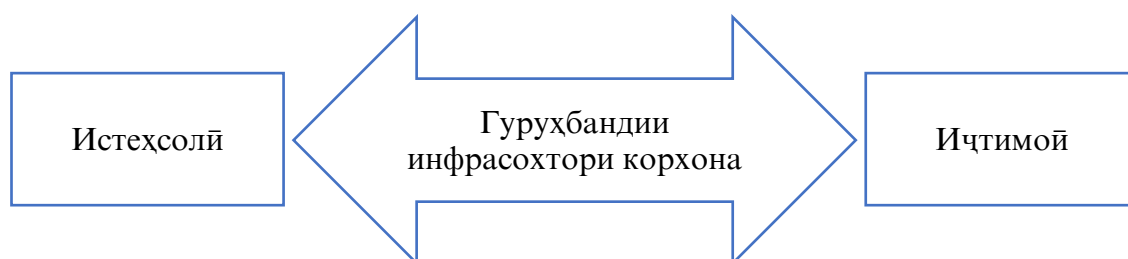 Истеҳсолӣ
Гуруҳбандии
инфрасохтори корхона
Иҷтимоӣ